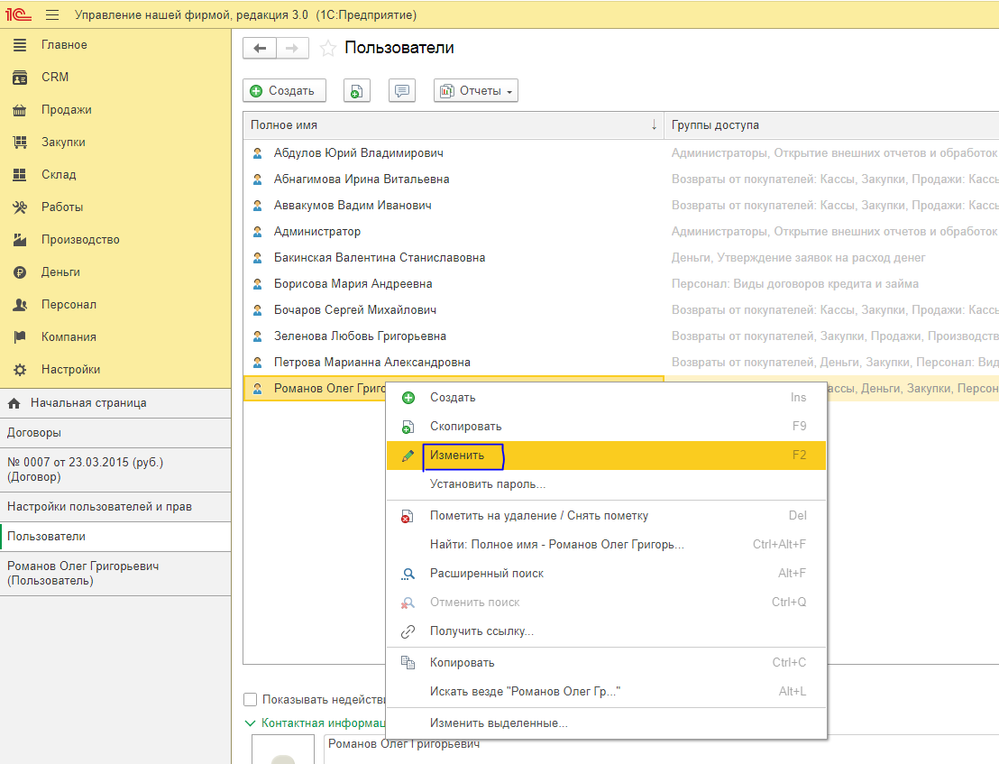 1С Управление нашей фирмой, редакция 3.0 (1С:Предприятие)
Главное
CRM
Продажи
Закупки
Склад
Работы
Производство
Деньги
Персонал
Компания
Настройки
Начальная страница
Договоры
№ 0007 от 23.03.2015 (руб.)
(Договор)
Настройки пользователей и прав
Пользователи
Романов Олег Григорьевич
(Пользователь)
Пользователи
Создать Отчеты
Полное имя ↓ Группы доступа
Абдулов Юрий Владимирович Администраторы, Открытие внешних отчетов и обработок
Абнагимова Ирина Витальевна Возвраты от покупателей: Кассы, Закупки, Продажи: Кассы
Аввакумов Вадим Иванович Возвраты от покупателей: Кассы, Закупки, Продажи: Кассы
Администратор Администраторы, Открытие внешних отчетов и обработок
Бакинская Валентина Станиславовна Деньги, Утверждение заявок на расход денег
Борисова Мария Андреевна Персонал: Виды договоров кредита и займа
Бочаров Сергей Михайлович Возвраты от покупателей: Кассы, Закупки, Продажи: Кассы
Зеленова Любовь Григорьевна Возвраты от покупателей, Закупки, Продажи, Производств
Петрова Марианна Александровна Возвраты от покупателей, Деньги, Закупки, Персонал: Вид
Романов Олег Григо ассы, Деньги, Закупки, Персон
Создать Ins
Скопировать F9
Изменить F2
Установить пароль...
Пометить на удаление / Снять пометку Del
Найти: Полное имя - Романов Олег Григорь... Ctrl+Alt+F
Расширенный поиск Alt+F
Отменить поиск Ctrl+Q
Получить ссылку...
Копировать Ctrl+C
Искать везде "Романов Олег Гр..." Alt+L
Изменить выделенные...
Показывать недействи
Контактная информац
Романов Олег Григорьевич